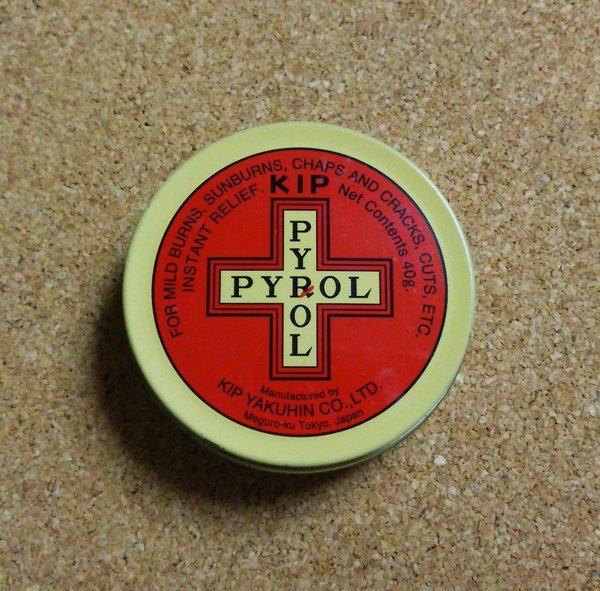 FOR MILD BURNS, SUNBURNS, CHAPS AND CRACKS, CUTS, ETC.
INSTANT RELIEF. KIP Net Contents 40g.
PYROL
PYROL
Manufactured by
KIP YAKUHIN CO.,LTD.
Meguro-ku Tokyo, Japan